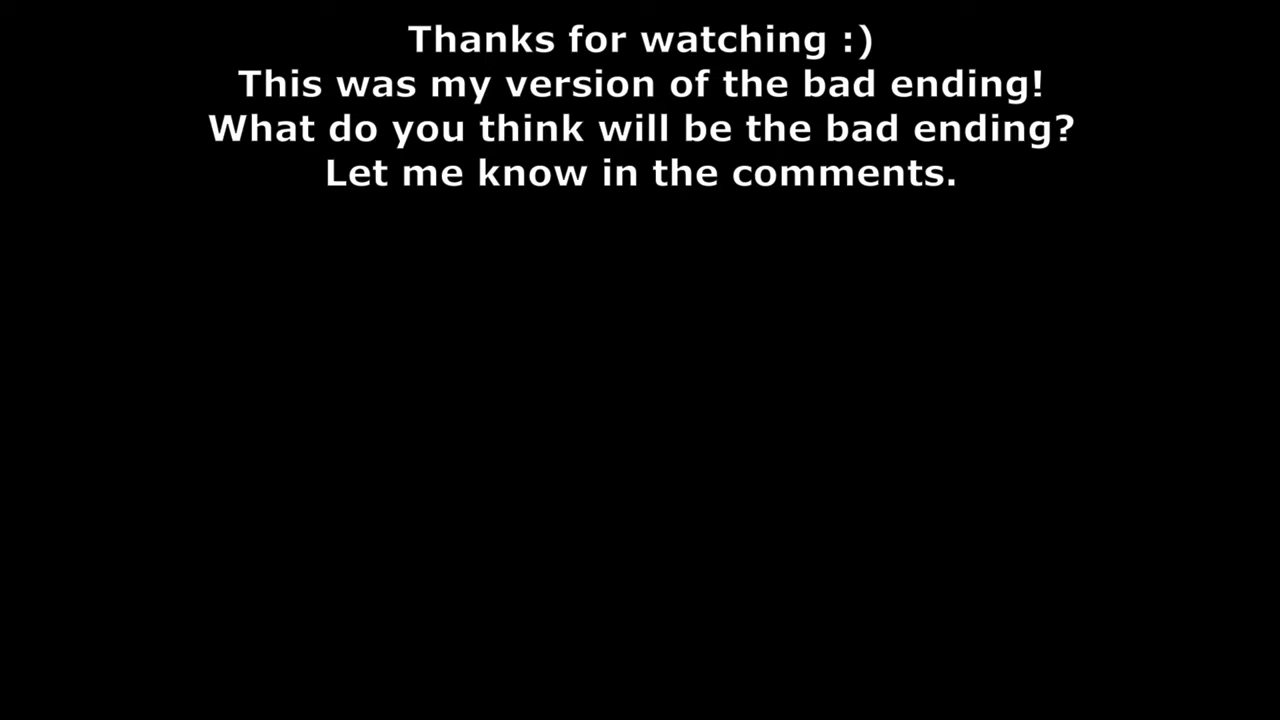 Thanks for watching :)
This was my version of the bad ending!
What do you think will be the bad ending?
Let me know in the comments.